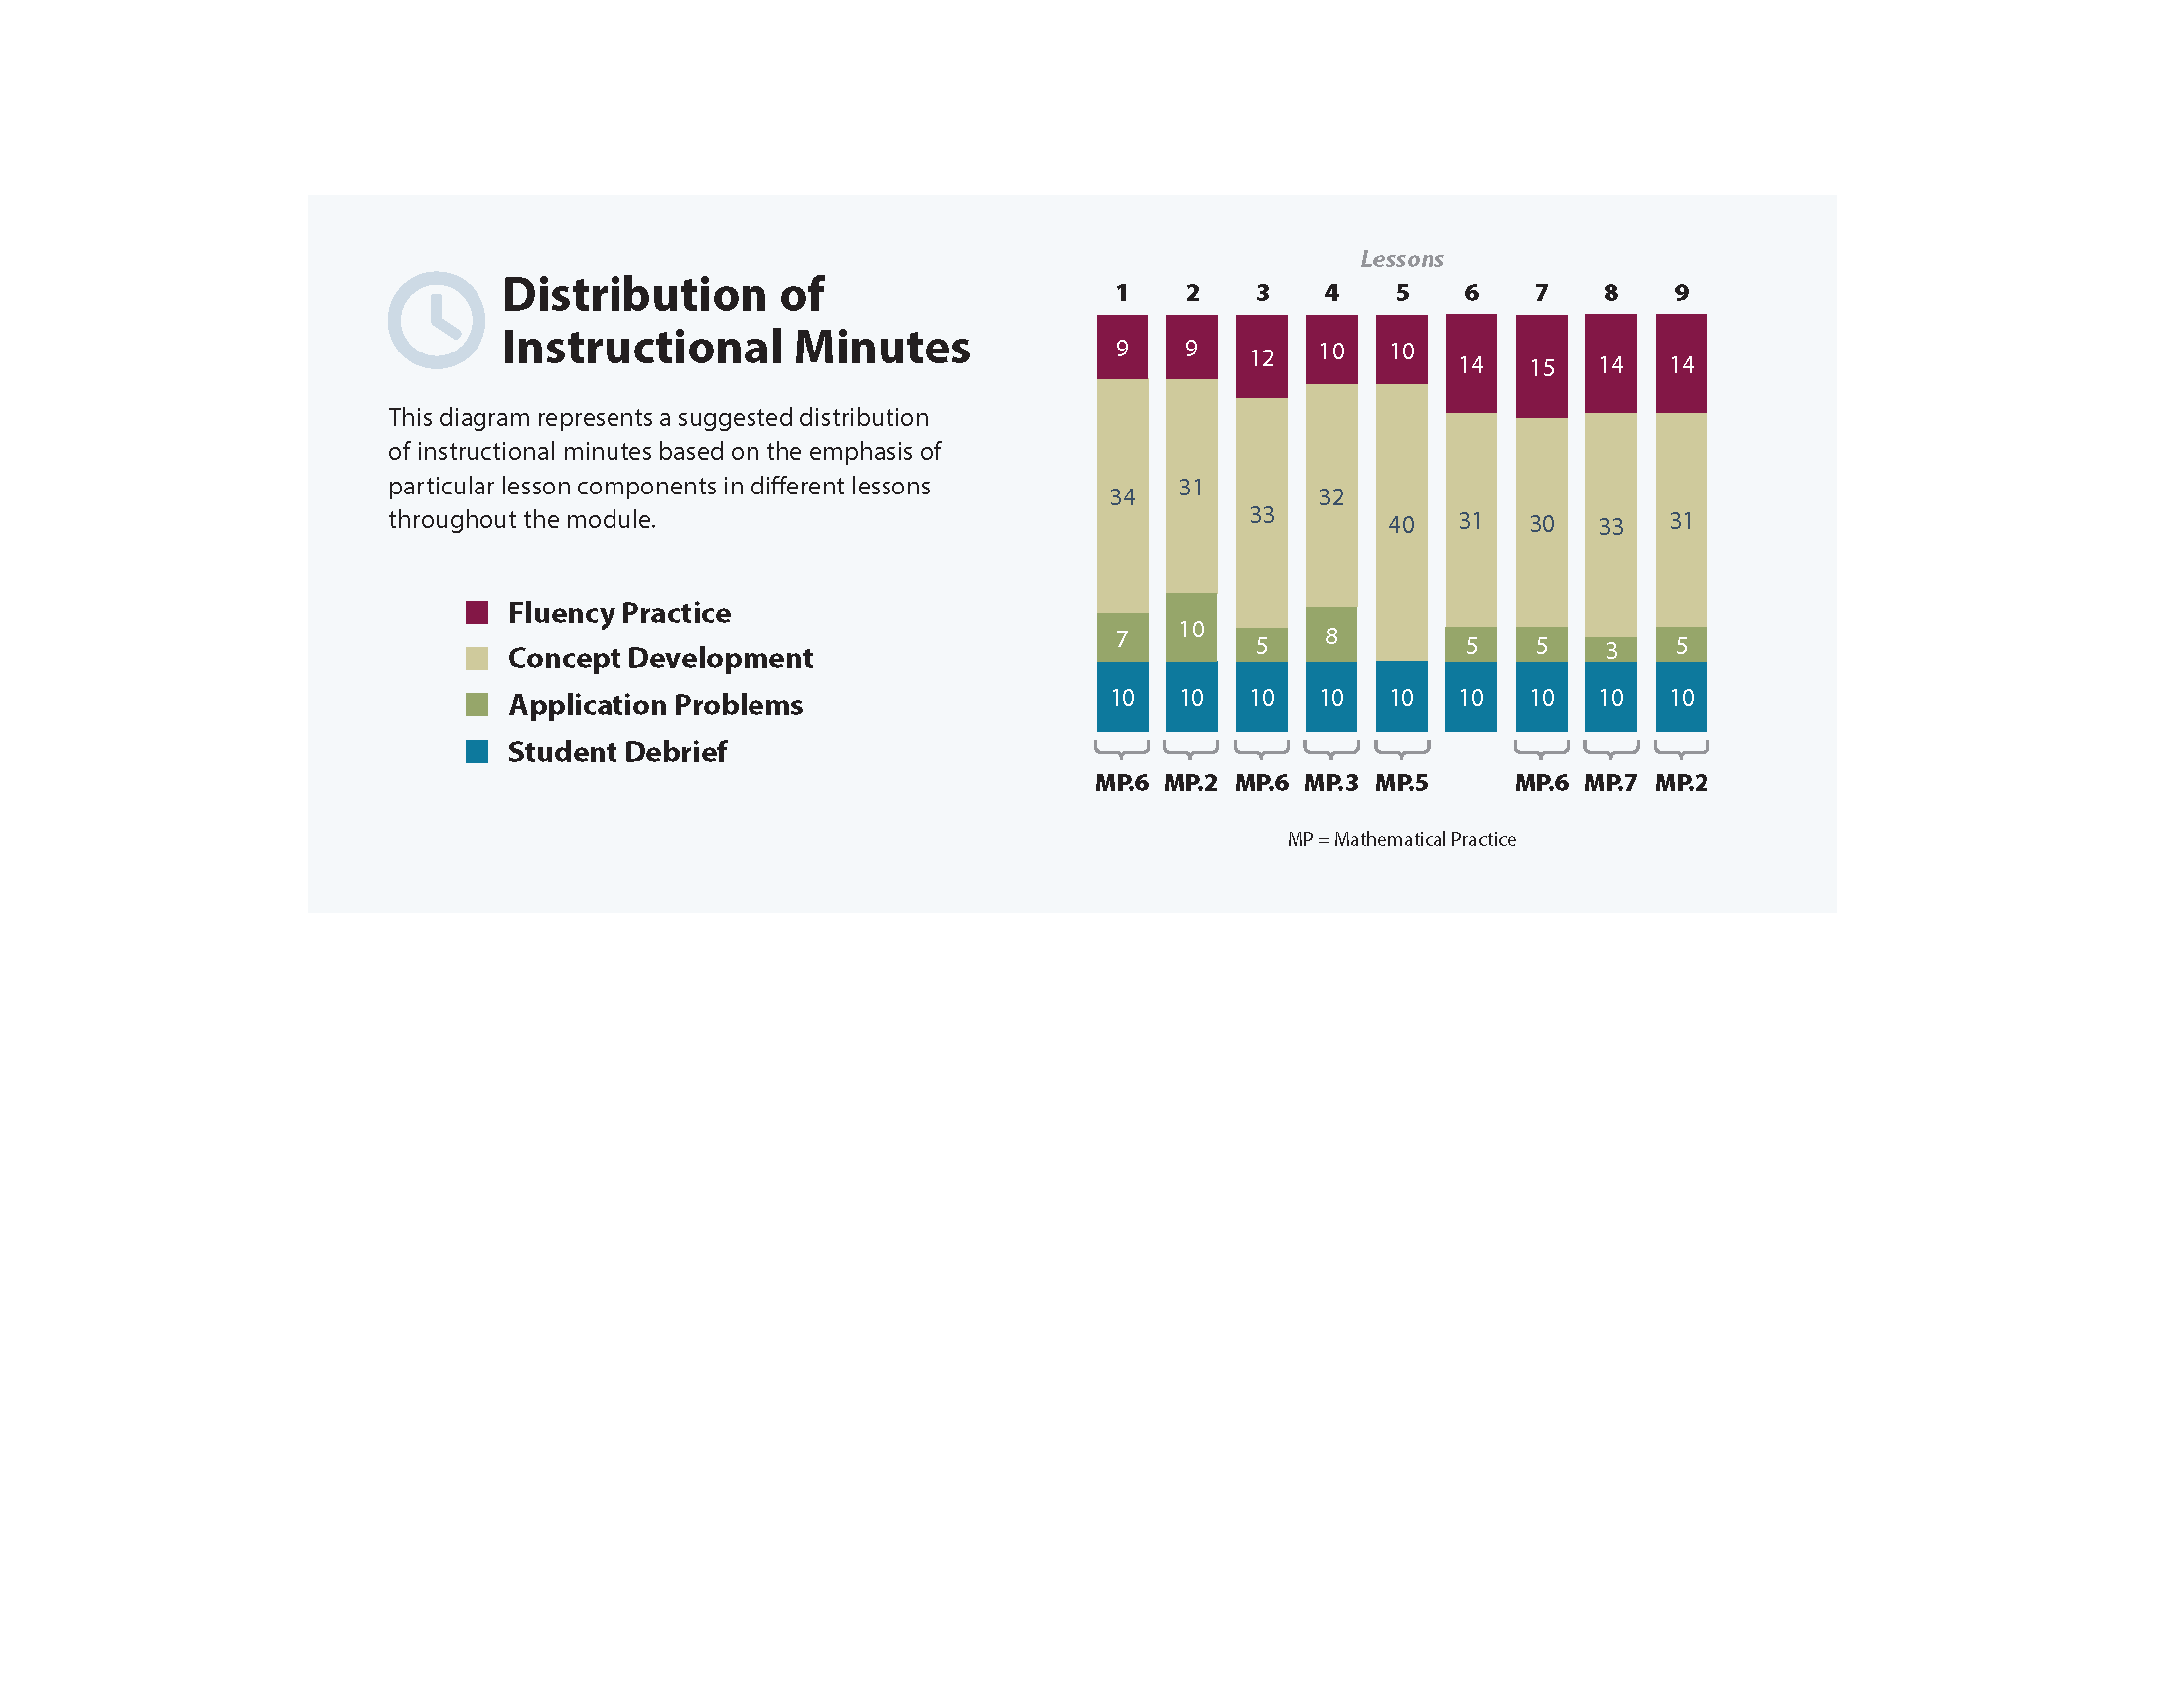 Distribution of
Instructional Minutes
This diagram represents a suggested distribution
of instructional minutes based on the emphasis of
particular lesson components in different lessons
throughout the module.
Fluency Practice
Concept Development
Application Problems
Student Debrief
Lessons
1 2 3 4 5 6 7 8 9
9 9 12 10 10 14 15 14 14
34 31 33 32 40 31 30 33 31
7 10 5 8 5 5 3 5
10 10 10 10 10 10 10 10 10
MP.6 MP.2 MP.6 MP.3 MP.5 MP.6 MP.7 MP.2
MP = Mathematical Practice